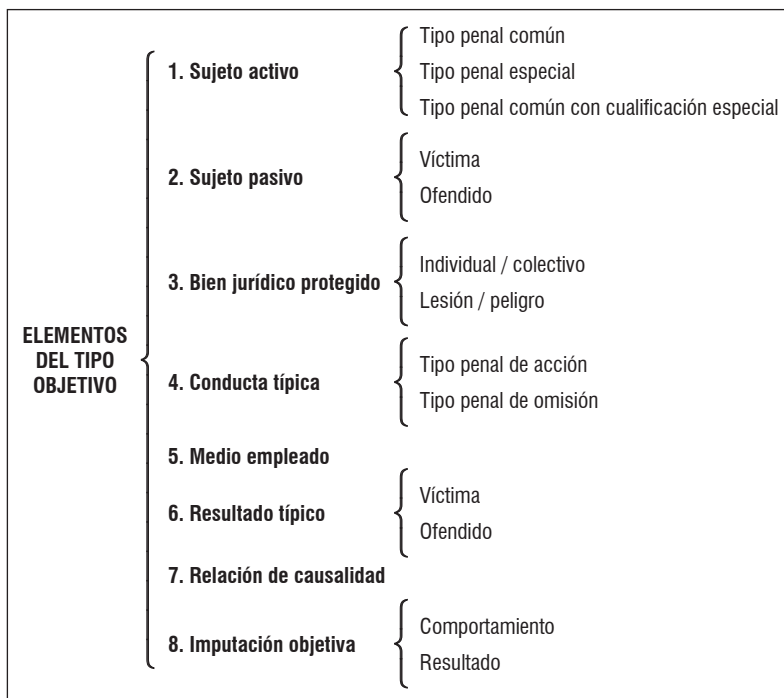 ELEMENTOS
DEL TIPO
OBJETIVO
1. Sujeto activo
Tipo penal común
Tipo penal especial
Tipo penal común con cualificación especial
2. Sujeto pasivo
Víctima
Ofendido
3. Bien jurídico protegido
Individual / colectivo
Lesión / peligro
4. Conducta típica
Tipo penal de acción
Tipo penal de omisión
5. Medio empleado
6. Resultado típico
Víctima
Ofendido
7. Relación de causalidad
8. Imputación objetiva
Comportamiento
Resultado